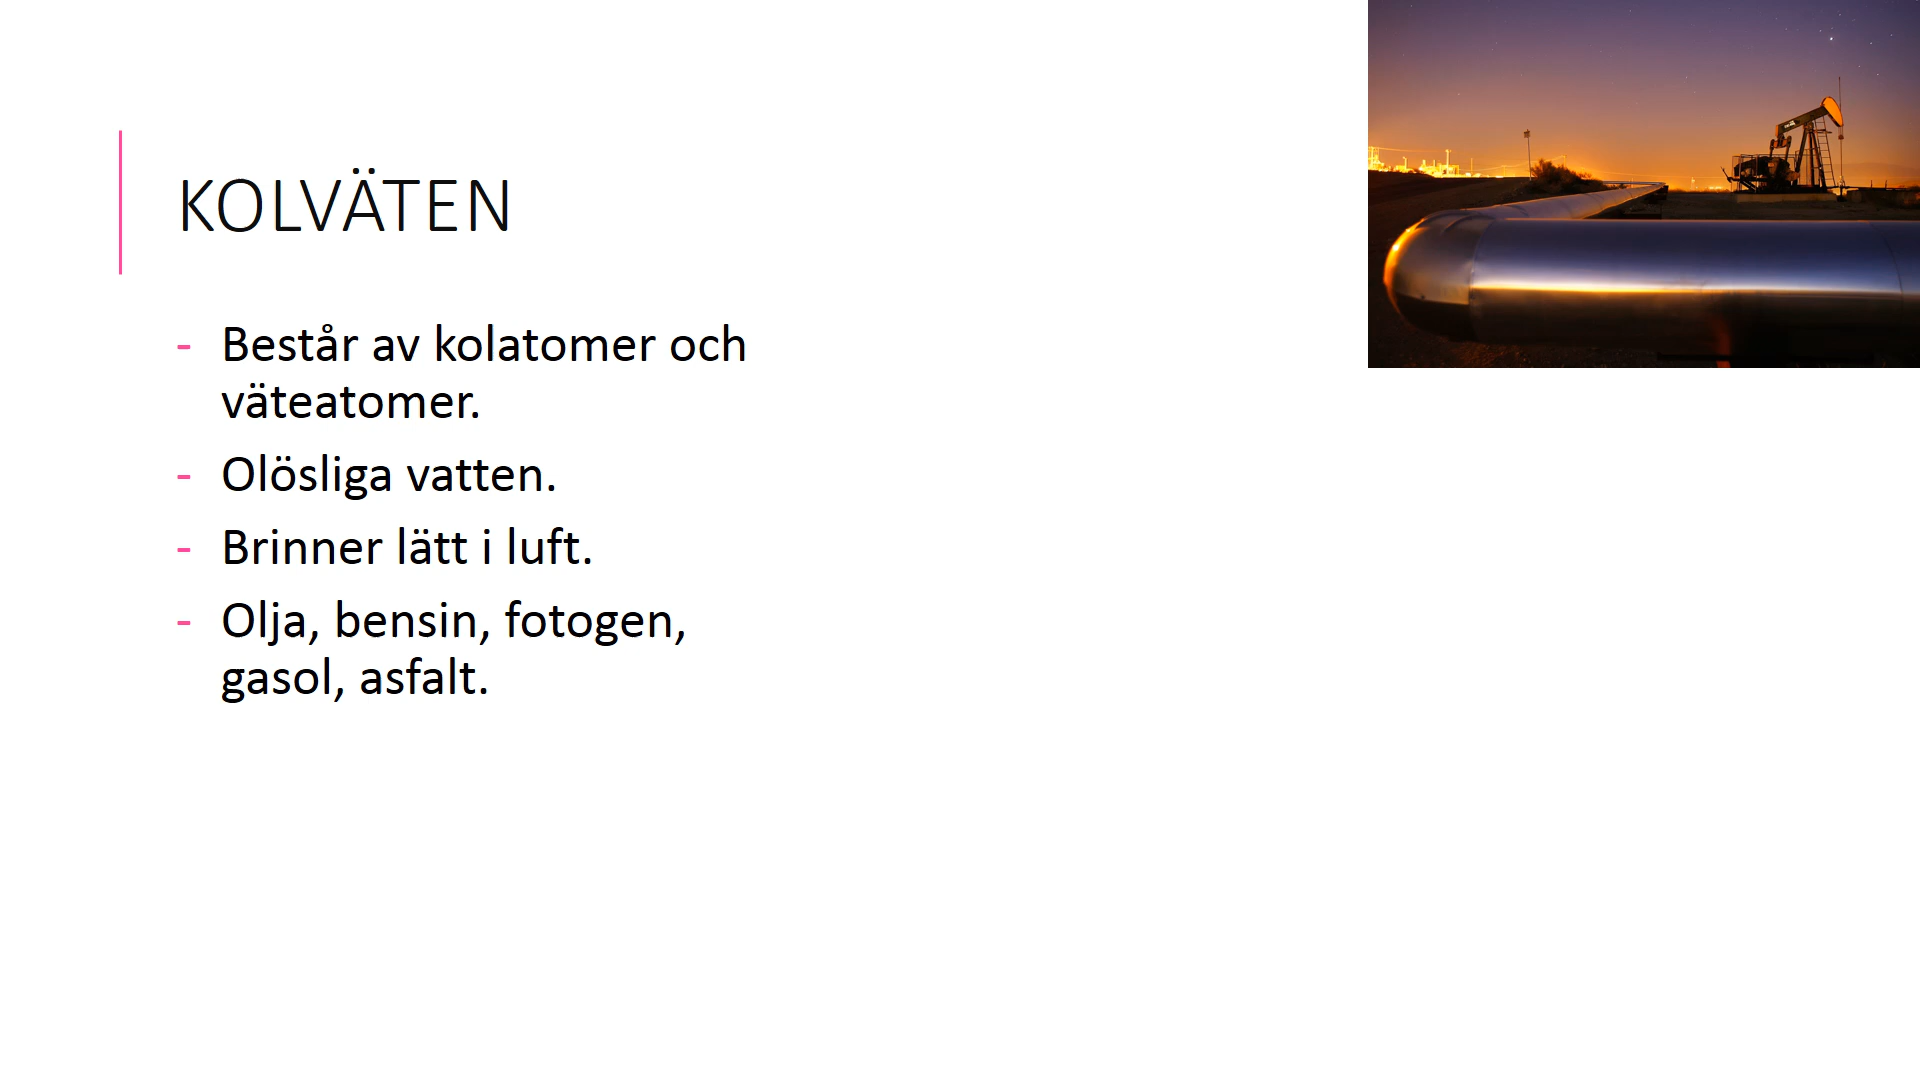 KOLVÄTEN
- Består av kolatomer och
väteatomer.
- Olösliga vatten.
- Brinner lätt i luft.
- Olja, bensin, fotogen,
gasol, asfalt.